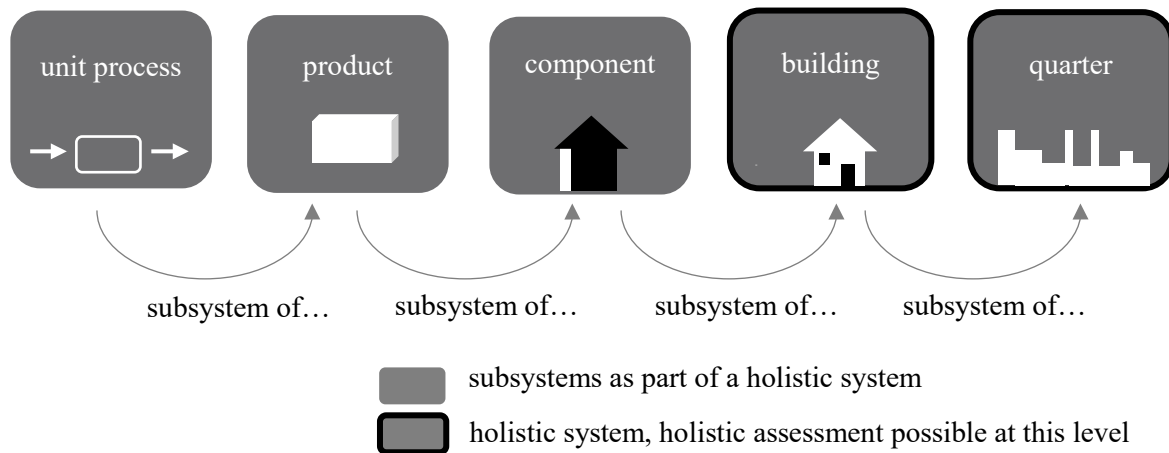 unit process
product
component
building
quarter
subsystem of…
subsystem of…
subsystem of…
subsystem of…
subsystems as part of a holistic system
holistic system, holistic assessment possible at this level